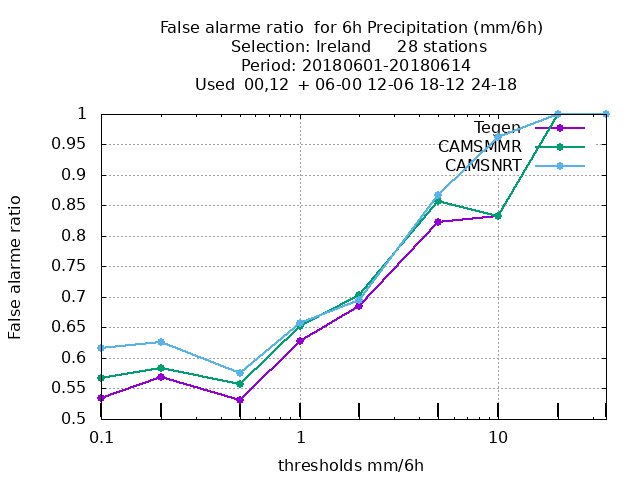 False alarme ratio  for 6h Precipitation (mm/6h)
Selection: Ireland     28 stations
Period: 20180601-20180614
Used  00,12  + 06-00 12-06 18-12 24-18
1
0.95
0.9
0.85
0.8
0.75
0.7
0.65
0.6
0.55
0.5
False alarme ratio
Tegen
CAMSMMR
CAMSNRT
0.1
1
10
thresholds mm/6h